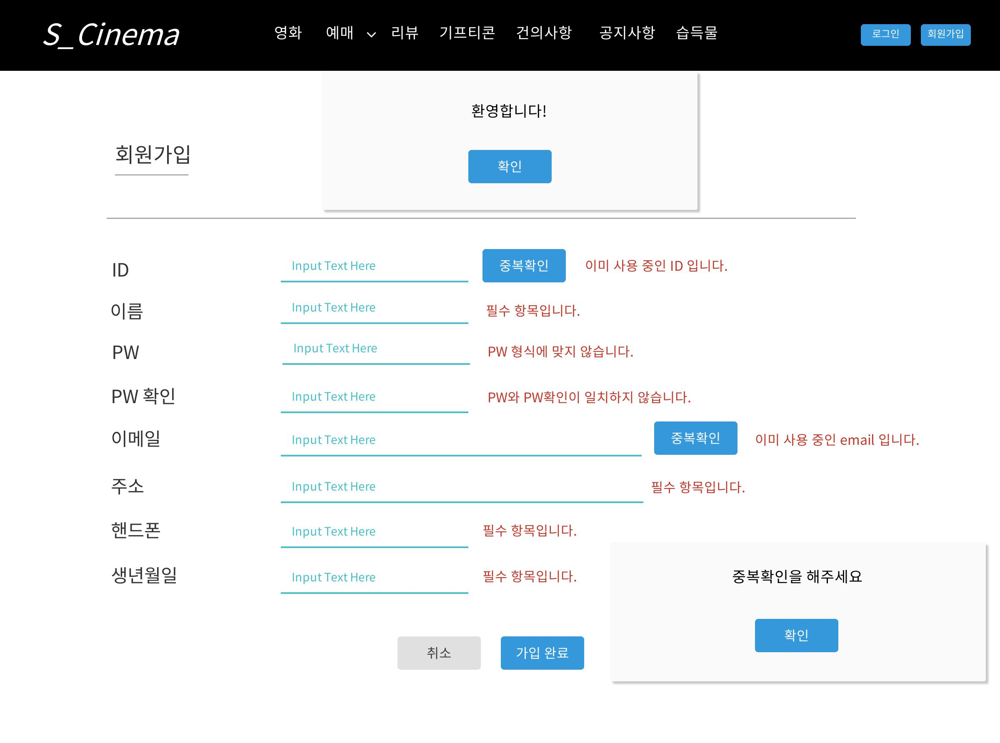 S_Cinema
영화 예매 리뷰 기프티콘 건의사항 공지사항 습득물
로그인 회원가입
환영합니다!
회원가입
확인
ID Input Text Here 중복확인 이미 사용 중인 ID 입니다.
이름 Input Text Here 필수 항목입니다.
PW Input Text Here PW 형식에 맞지 않습니다.
PW 확인 Input Text Here PW와 PW확인이 일치하지 않습니다.
이메일 Input Text Here 중복확인 이미 사용 중인 email 입니다.
주소 Input Text Here 필수 항목입니다.
핸드폰 Input Text Here 필수 항목입니다.
생년월일 Input Text Here 필수 항목입니다.
중복확인을 해주세요
확인
취소 가입 완료